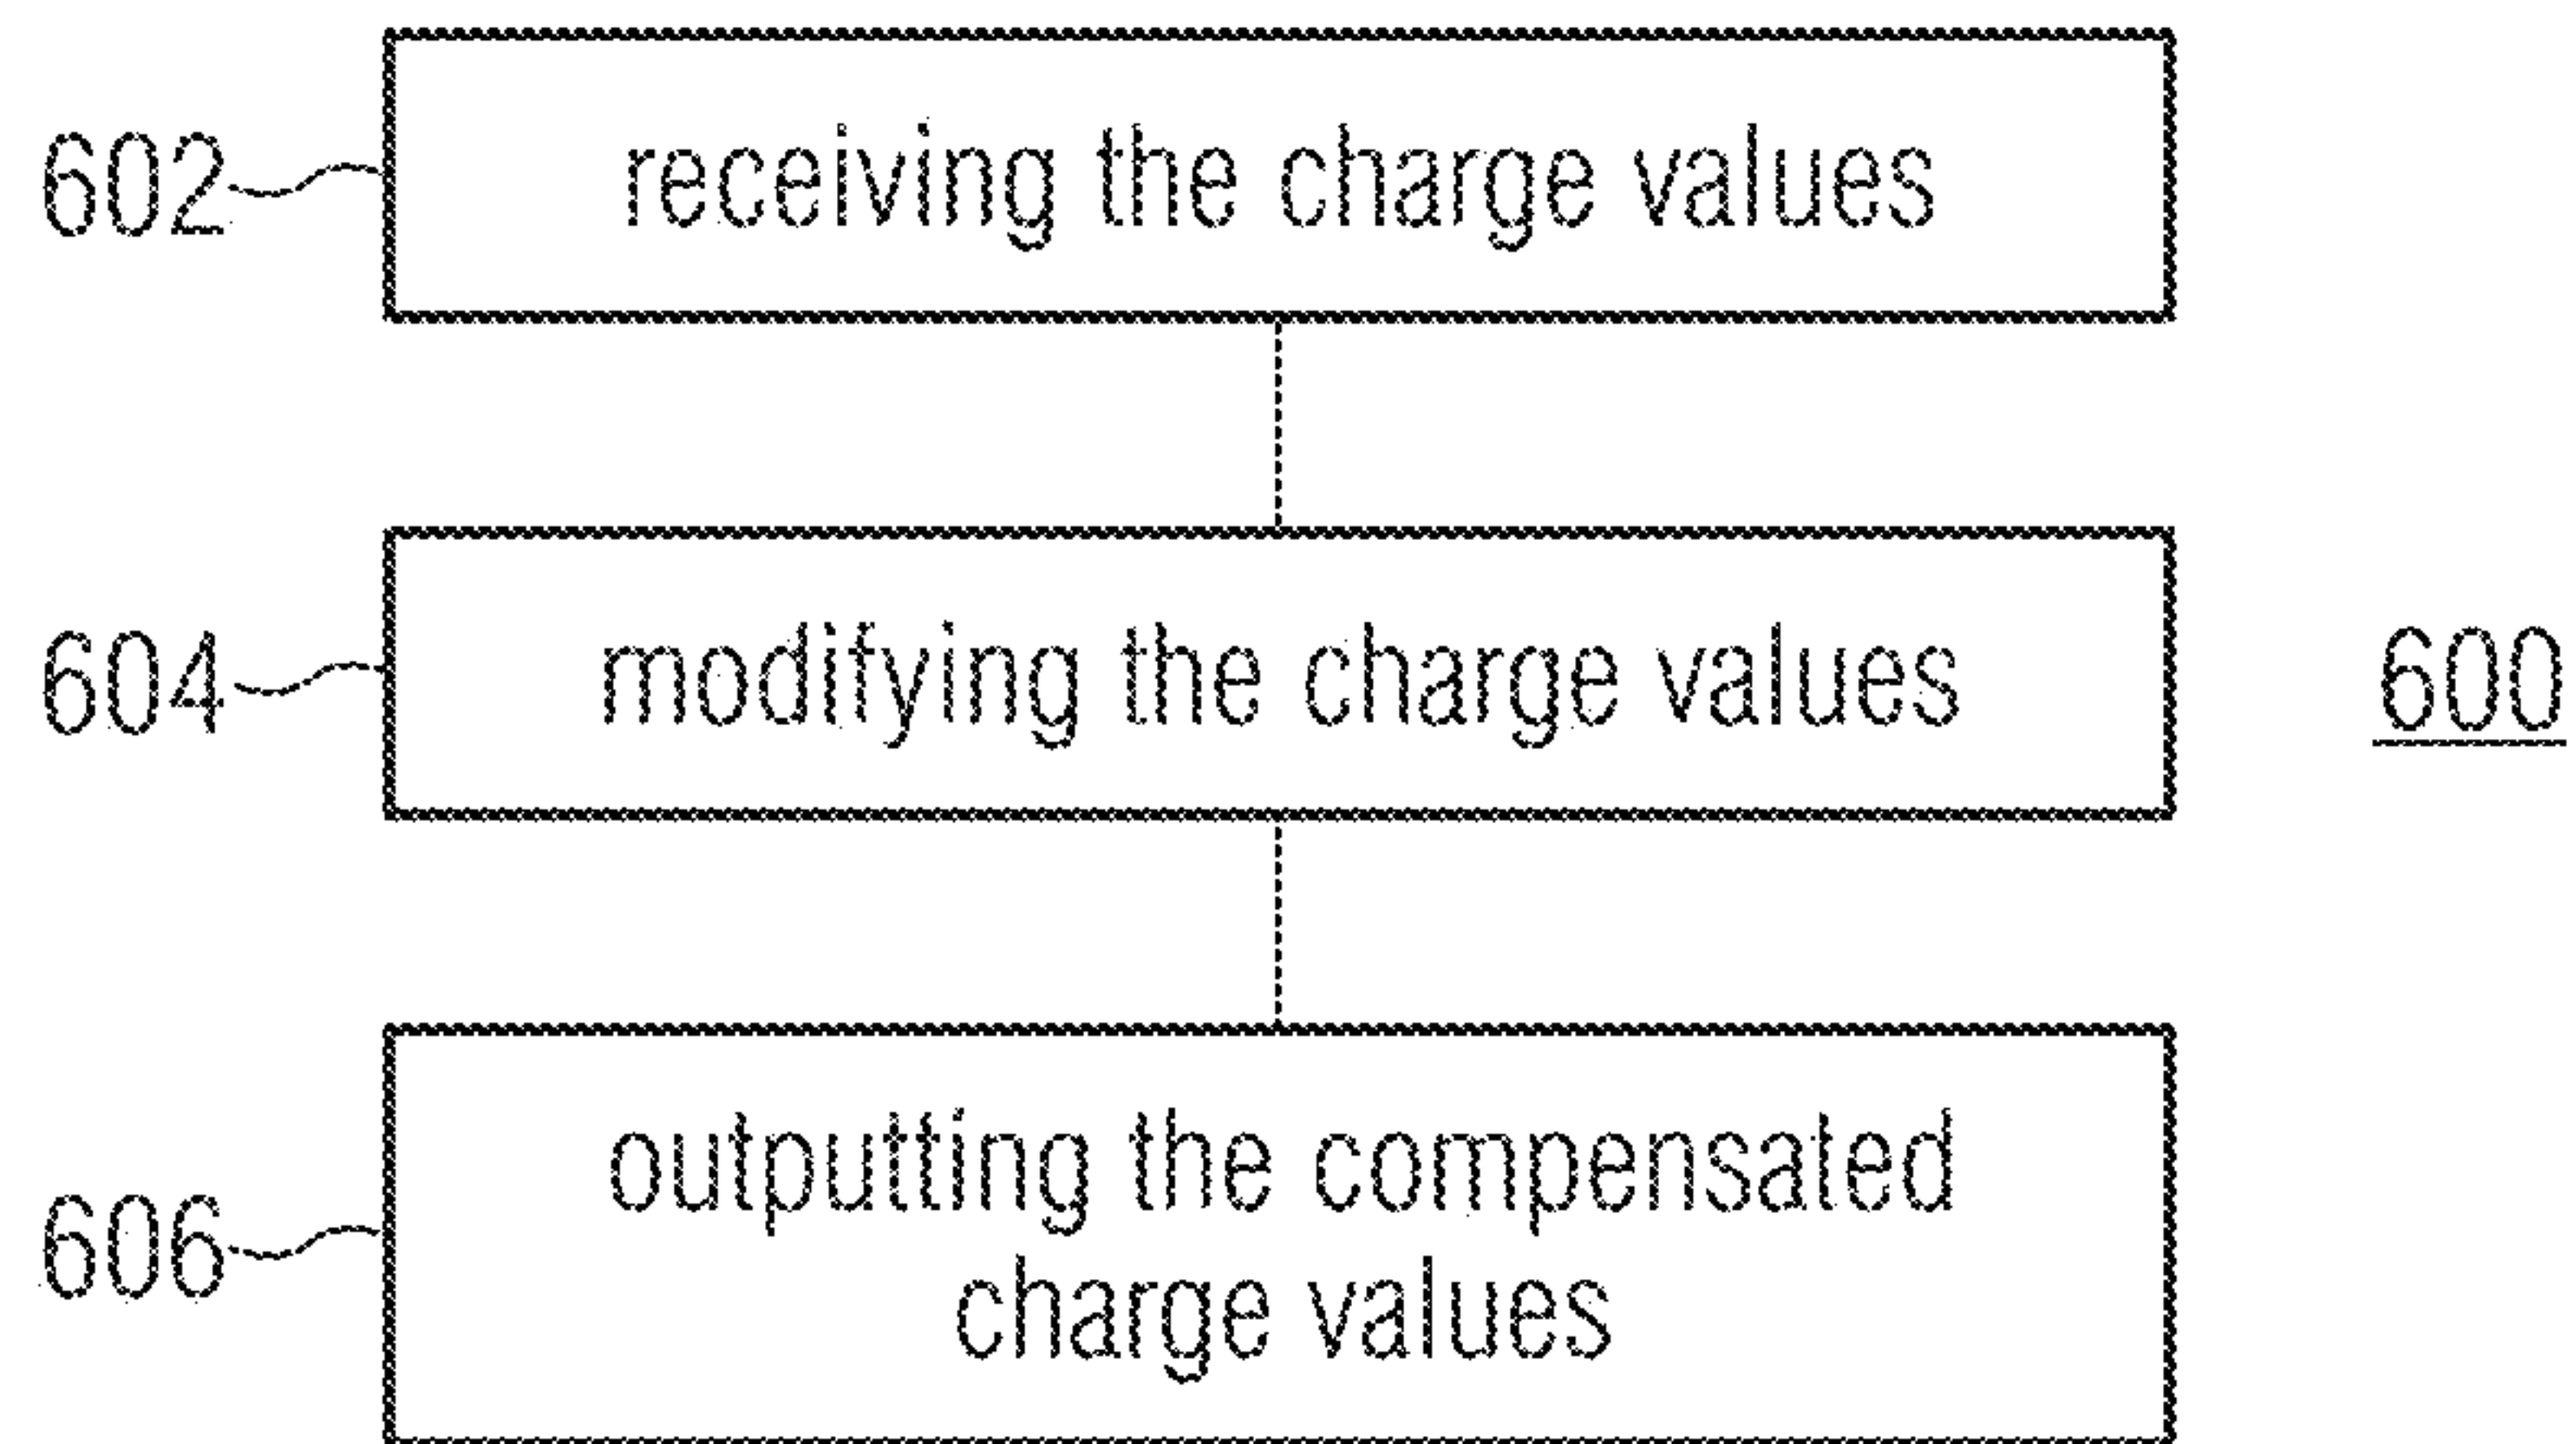 602
receiving the charge values
604
modifying the charge values
600
606
outputting the compensated
charge values